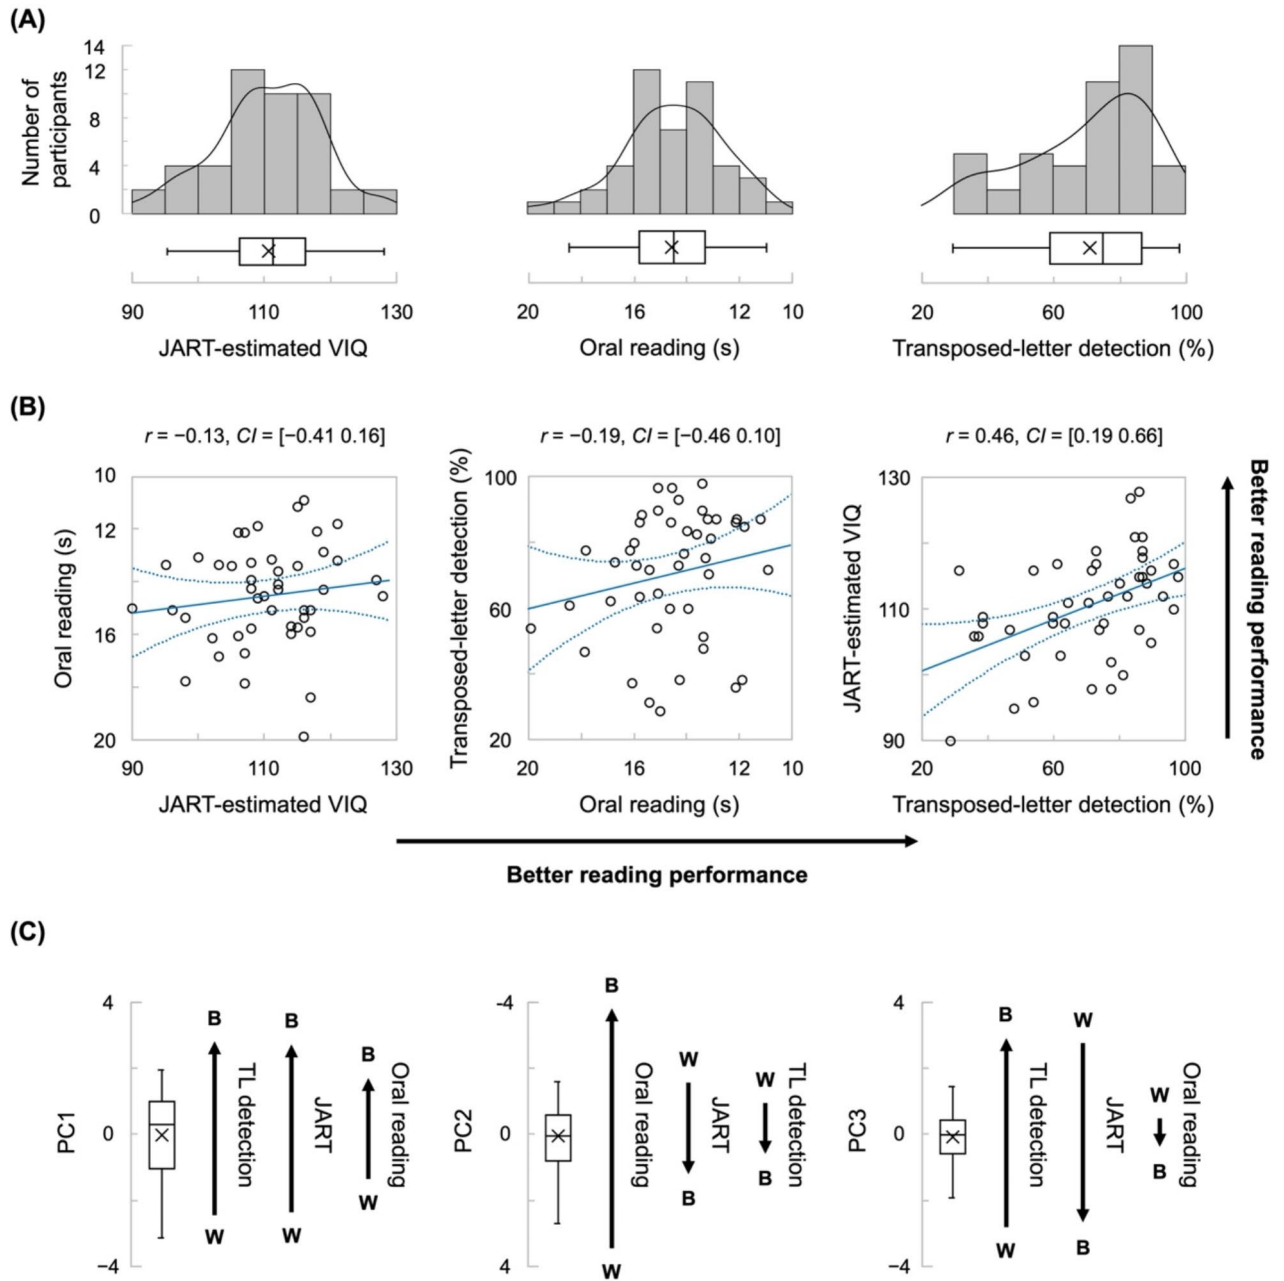 (A)
Number of
participants
14
12
8
4
0
90 110 130
JART-estimated VIQ
20 16 12 10
Oral reading (s)
20 60 100
Transposed-letter detection (%)
(B)
r = −0.13, CI = [−0.41 0.16]
Oral reading (s)
10
12
16
20
90 110 130
JART-estimated VIQ
r = −0.19, CI = [−0.46 0.10]
Transposed-letter detection (%)
100
60
20
20 16 12 10
Oral reading (s)
r = 0.46, CI = [0.19 0.66]
JART-estimated VIQ
130
110
90
20 60 100
Transposed-letter detection (%)
Better reading performance
Better reading performance
(C)
PC1
4
0
−4
B
W
TL detection
B
W
JART
B
W
Oral reading
PC2
-4
0
4
B
W
Oral reading
W
B
JART
W
B
TL detection
PC3
4
0
−4
B
W
TL detection
W
B
JART
W
B
Oral reading